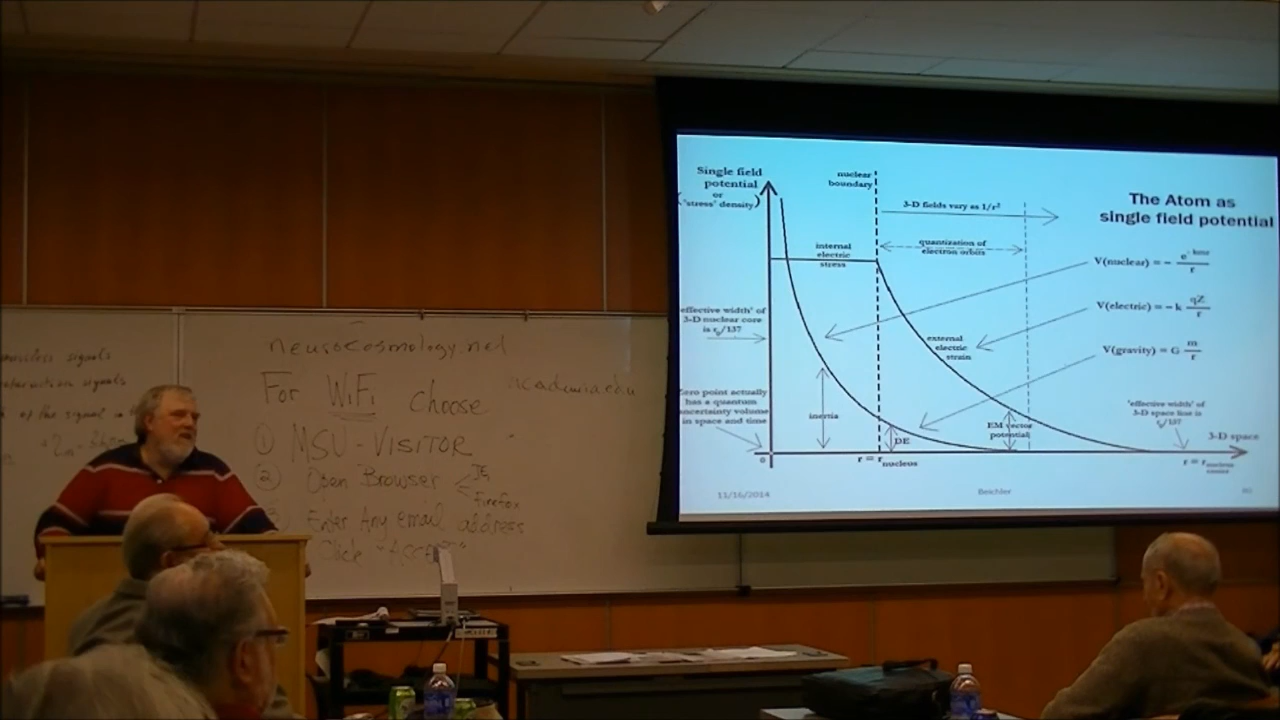 signals
signals
of the signal
neurocosmology.net
academia.edu
For WiFi choose
① MSU-VISITOR
② Open Browser
IE
Firefox
Enter Any email address
Click "ACCEPT"
The Atom as
single field potential
Single field
potential
or
('stress' density)
nuclear
boundary
3-D fields vary as 1/r²
quantization of
electron orbits
internal
electric
stress
V(nuclear) = -
r
V(electric) = -k qZ/r
V(gravity) = G m/r
effective width' of
3-D nuclear core
is r₀/137
external
electric
strain
Zero point actually
has a quantum
uncertainty volume
in space and time
inertia
DE
EM vector
potential
'effective width' of
3-D space line is
r₀/137
3-D space
0
r = r nucleus
r = r
11/16/2014
Beichler